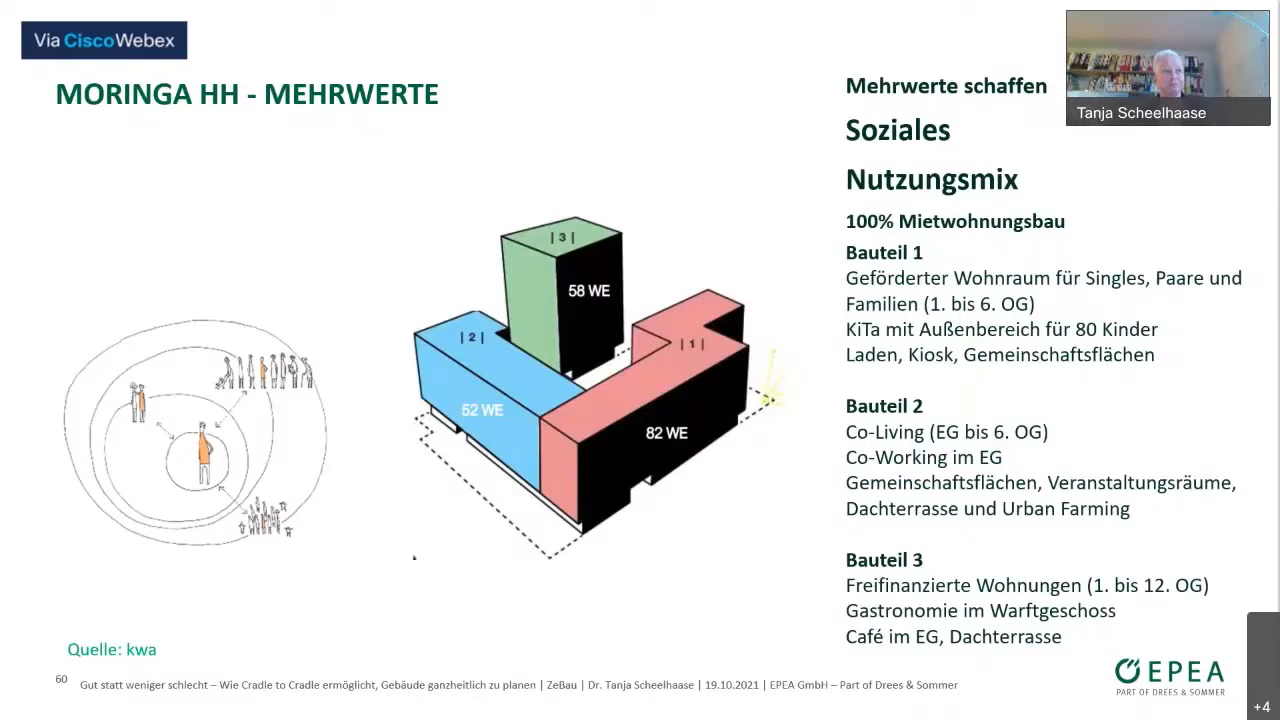 Via Cisco Webex
MORINGA HH - MEHRWERTE
Tanja Scheelhaase
Mehrwerte schaffen
Soziales
Nutzungsmix
100% Mietwohnungsbau
Bauteil 1
Geförderter Wohnraum für Singles, Paare und
Familien (1. bis 6. OG)
KiTa mit Außenbereich für 80 Kinder
Laden, Kiosk, Gemeinschaftsflächen
Bauteil 2
Co-Living (EG bis 6. OG)
Co-Working im EG
Gemeinschaftsflächen, Veranstaltungsräume,
Dachterrasse und Urban Farming
Bauteil 3
Freifinanzierte Wohnungen (1. bis 12. OG)
Gastronomie im Warftgeschoss
Café im EG, Dachterrasse
| 3 |
58 WE
| 2 |
| 1 |
52 WE
82 WE
Quelle: kwa
60
Gut statt weniger schlecht – Wie Cradle to Cradle ermöglicht, Gebäude ganzheitlich zu planen | ZeBau | Dr. Tanja Scheelhaase | 19.10.2021 | EPEA GmbH – Part of Drees & Sommer
EPEA
PART OF DREES & SOMMER
+4